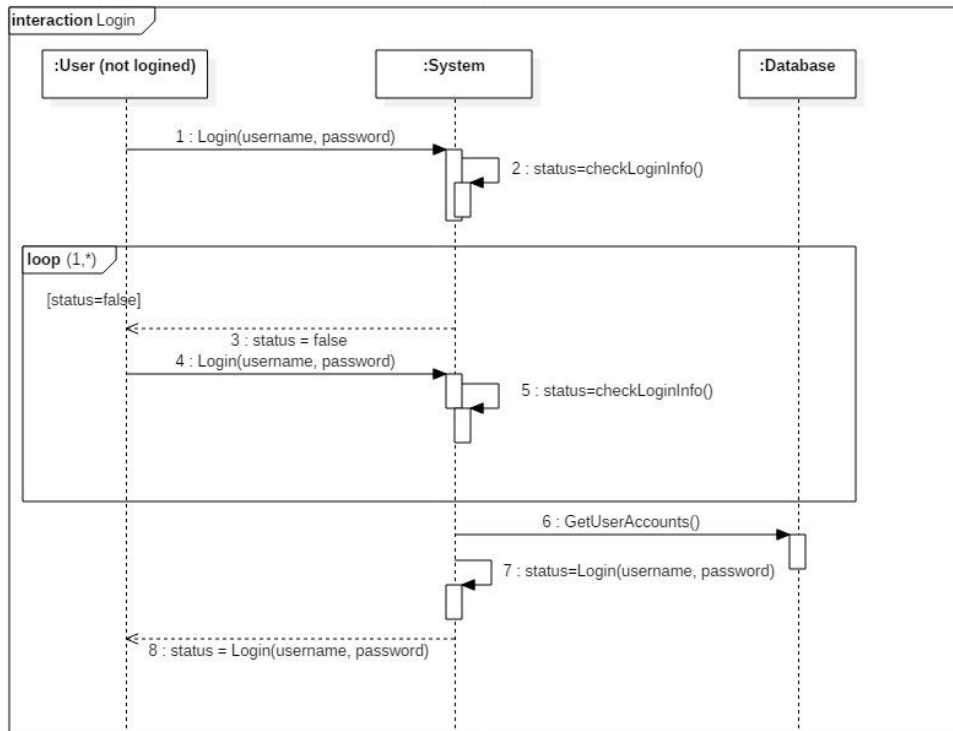 interaction Login
:User (not logined)
:System
:Database
1 : Login(username, password)
2 : status=checkLoginInfo()
loop (1,*)
[status=false]
3 : status = false
4 : Login(username, password)
5 : status=checkLoginInfo()
6 : GetUserAccounts()
7 : status=Login(username, password)
8 : status = Login(username, password)